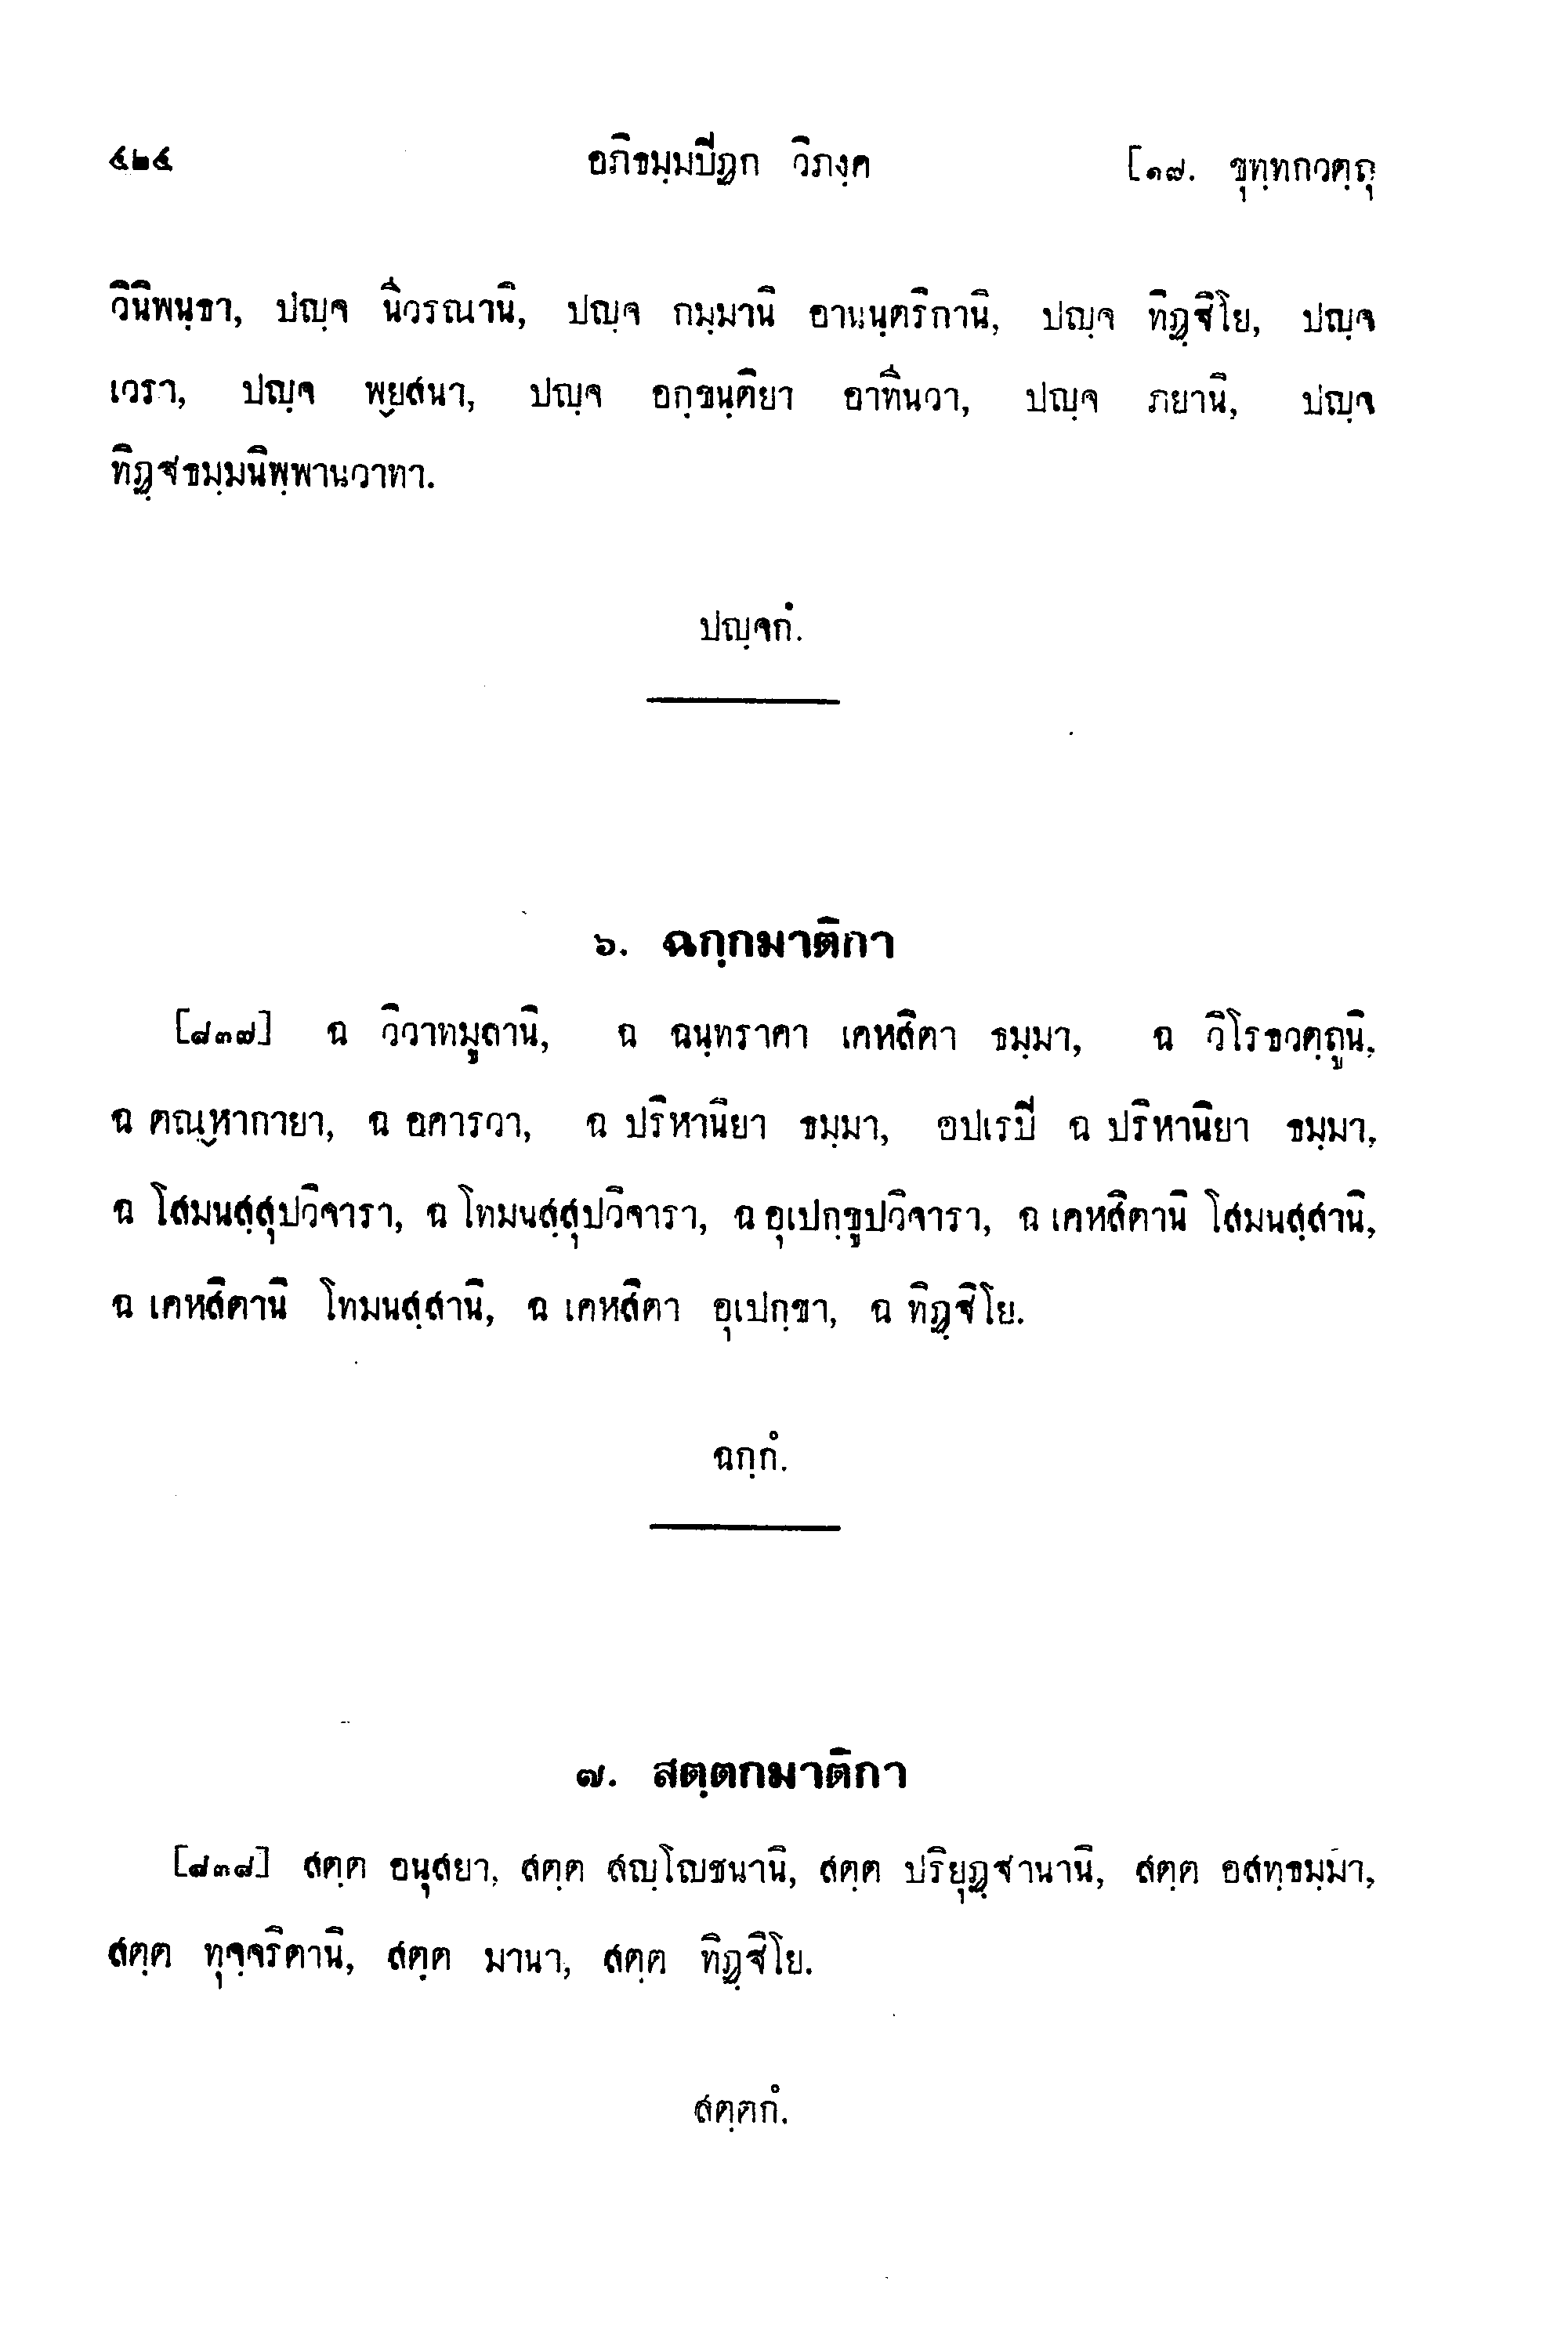 ๔๒๔ อภิธมฺมปีฎก วิภงฺค [๑๗. ขุทฺทกวตฺถุ
วินิพนฺธา, ปญฺจ นีวรณานิ, ปญฺจ กมฺมานิ อานนฺตริกานิ, ปญฺจ ทิฏฺฐิโย, ปญฺจ
เวรา, ปญฺจ พฺยสนา, ปญฺจ อกฺขนฺติยา อาทีนวา, ปญฺจ ภยานิ, ปญฺจ
ทิฏฺฐธมฺมนิพฺพานวาทา.
ปญฺจกํ.
๖. ฉกฺกมาติกา
[๘๓๗] ฉ วิวาทมูลานิ, ฉ ฉนฺทราคา เคหสิตา ธมฺมา, ฉ วิโรธวตฺถูนิ,
ฉ ตณฺหากายา, ฉ อคารวา, ฉ ปริหานิยา ธมฺมา, อปเรปิ ฉ ปริหานิยา ธมฺมา,
ฉ โสมนสฺสุปวิจารา, ฉ โทมนสฺสุปวิจารา, ฉ อุเปกฺขูปวิจารา, ฉ เคหสิตานิ โสมนสฺสานิ,
ฉ เคหสิตานิ โทมนสฺสานิ, ฉ เคหสิตา อุเปกฺขา, ฉ ทิฏฺฐิโย.
ฉกฺกํ.
๗. สตฺตกมาติกา
[๘๓๘] สตฺต อนุสยา, สตฺต สญฺโญชนานิ, สตฺต ปริยุฏฺฐานานิ, สตฺต อสทฺธมฺมา,
สตฺต ทุจฺจริตานิ, สตฺต มานา, สตฺต ทิฏฺฐิโย.
สตฺตกํ.